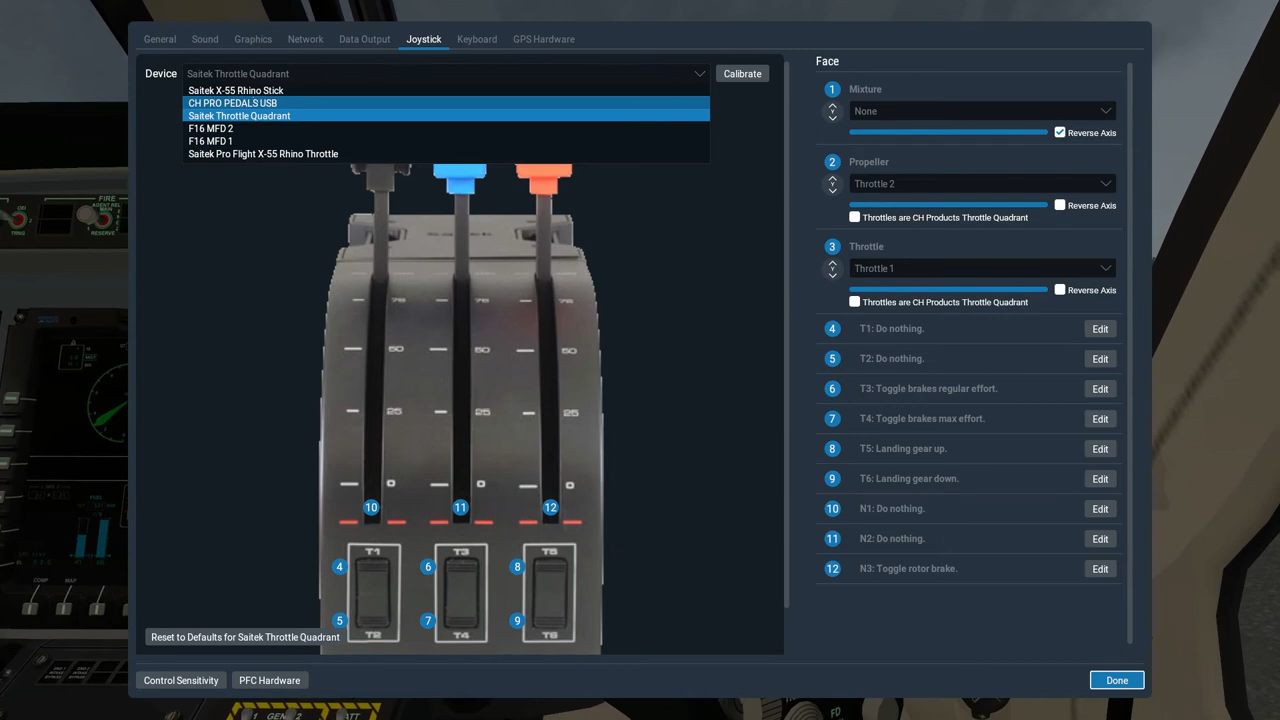 General Sound Graphics Network Data Output Joystick Keyboard GPS Hardware
Device Saitek Throttle Quadrant Calibrate
Saitek X-55 Rhino Stick
CH PRO PEDALS USB
Saitek Throttle Quadrant
F16 MFD 2
F16 MFD 1
Saitek Pro Flight X-55 Rhino Throttle
75 75 75
50 50 50
25 25 25
0 0 0
10 11 12
T1 T3 T5
4 6 8
5 7 9
T2 T4 T6
Reset to Defaults for Saitek Throttle Quadrant
Face
1 Mixture
Y None
Reverse Axis
2 Propeller
Y Throttle 2
Reverse Axis
Throttles are CH Products Throttle Quadrant
3 Throttle
Y Throttle 1
Reverse Axis
Throttles are CH Products Throttle Quadrant
4 T1: Do nothing. Edit
5 T2: Do nothing. Edit
6 T3: Toggle brakes regular effort. Edit
7 T4: Toggle brakes max effort. Edit
8 T5: Landing gear up. Edit
9 T6: Landing gear down. Edit
10 N1: Do nothing. Edit
11 N2: Do nothing. Edit
12 N3: Toggle rotor brake. Edit
Control Sensitivity PFC Hardware Done
FIRE
MAIN
RESERVE
FUEL
COMP MAP
GEN 2 BATT
FD